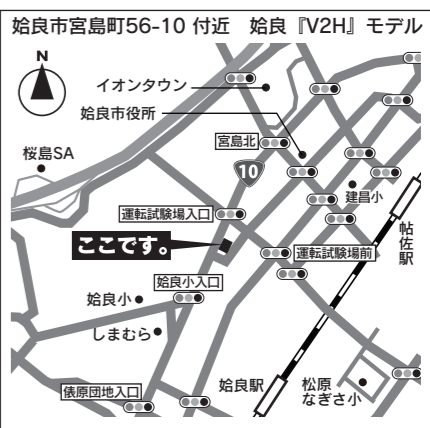 姶良市宮島町56-10 付近　姶良『V2H』モデル
N
イオンタウン
姶良市役所
宮島北
桜島SA
10
建昌小
運転試験場入口
帖佐駅
ここです。
運転試験場前
姶良小入口
姶良小
しまむら
俵原団地入口
姶良駅
松原
なぎさ小